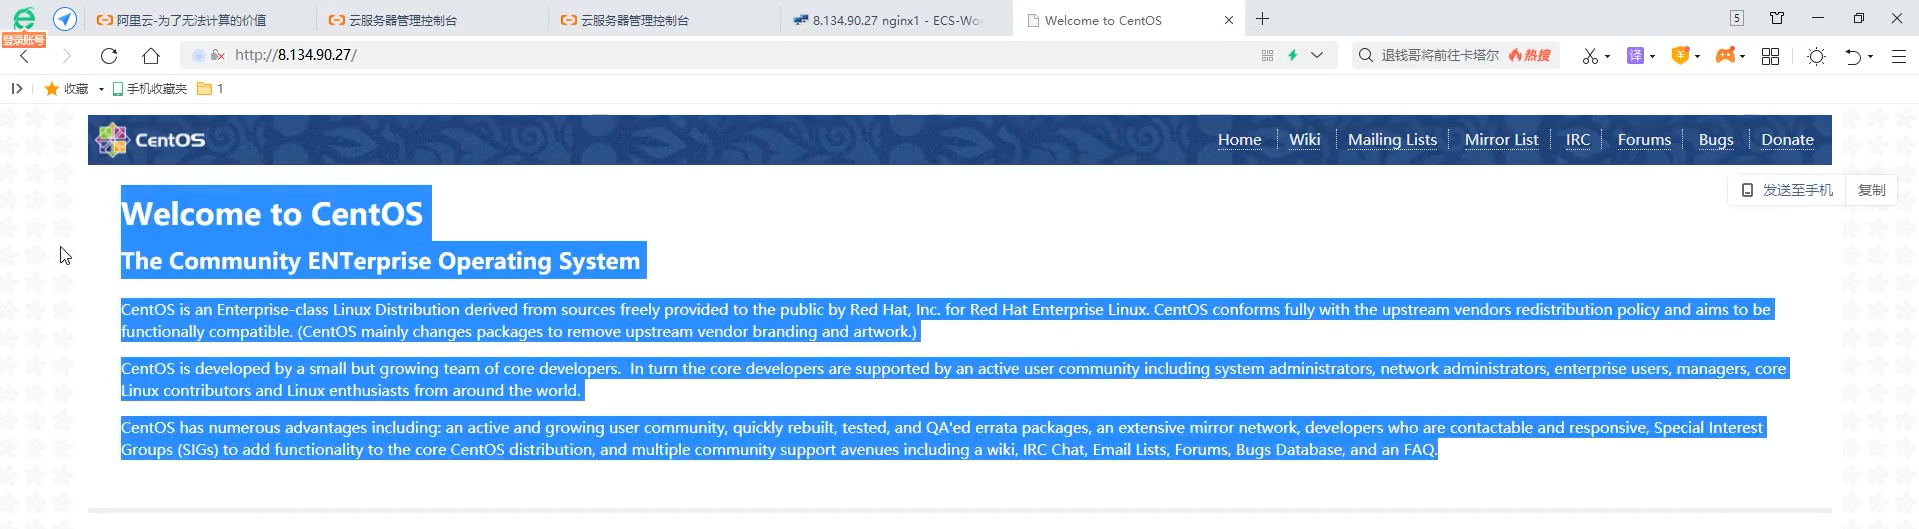 阿里云-为了无法计算的价值
云服务器管理控制台
云服务器管理控制台
8.134.90.27 nginx1 - ECS-Wo
Welcome to CentOS
5
登录账号
http://8.134.90.27/
退钱哥将前往卡塔尔
热搜
译
收藏
手机收藏夹
1
CentOS
Home
Wiki
Mailing Lists
Mirror List
IRC
Forums
Bugs
Donate
发送至手机
复制
Welcome to CentOS
The Community ENTerprise Operating System
CentOS is an Enterprise-class Linux Distribution derived from sources freely provided to the public by Red Hat, Inc. for Red Hat Enterprise Linux. CentOS conforms fully with the upstream vendors redistribution policy and aims to be
functionally compatible. (CentOS mainly changes packages to remove upstream vendor branding and artwork.)
CentOS is developed by a small but growing team of core developers.  In turn the core developers are supported by an active user community including system administrators, network administrators, enterprise users, managers, core
Linux contributors and Linux enthusiasts from around the world.
CentOS has numerous advantages including: an active and growing user community, quickly rebuilt, tested, and QA'ed errata packages, an extensive mirror network, developers who are contactable and responsive, Special Interest
Groups (SIGs) to add functionality to the core CentOS distribution, and multiple community support avenues including a wiki, IRC Chat, Email Lists, Forums, Bugs Database, and an FAQ.